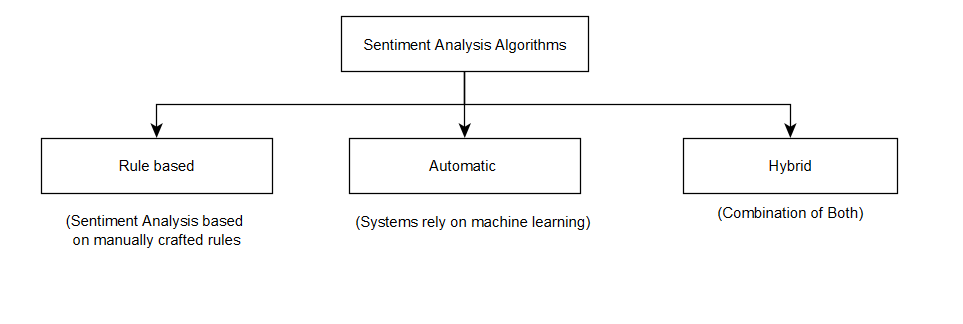 Sentiment Analysis Algorithms
Rule based
Automatic
Hybrid
(Sentiment Analysis based
on manually crafted rules
(Systems rely on machine learning)
(Combination of Both)